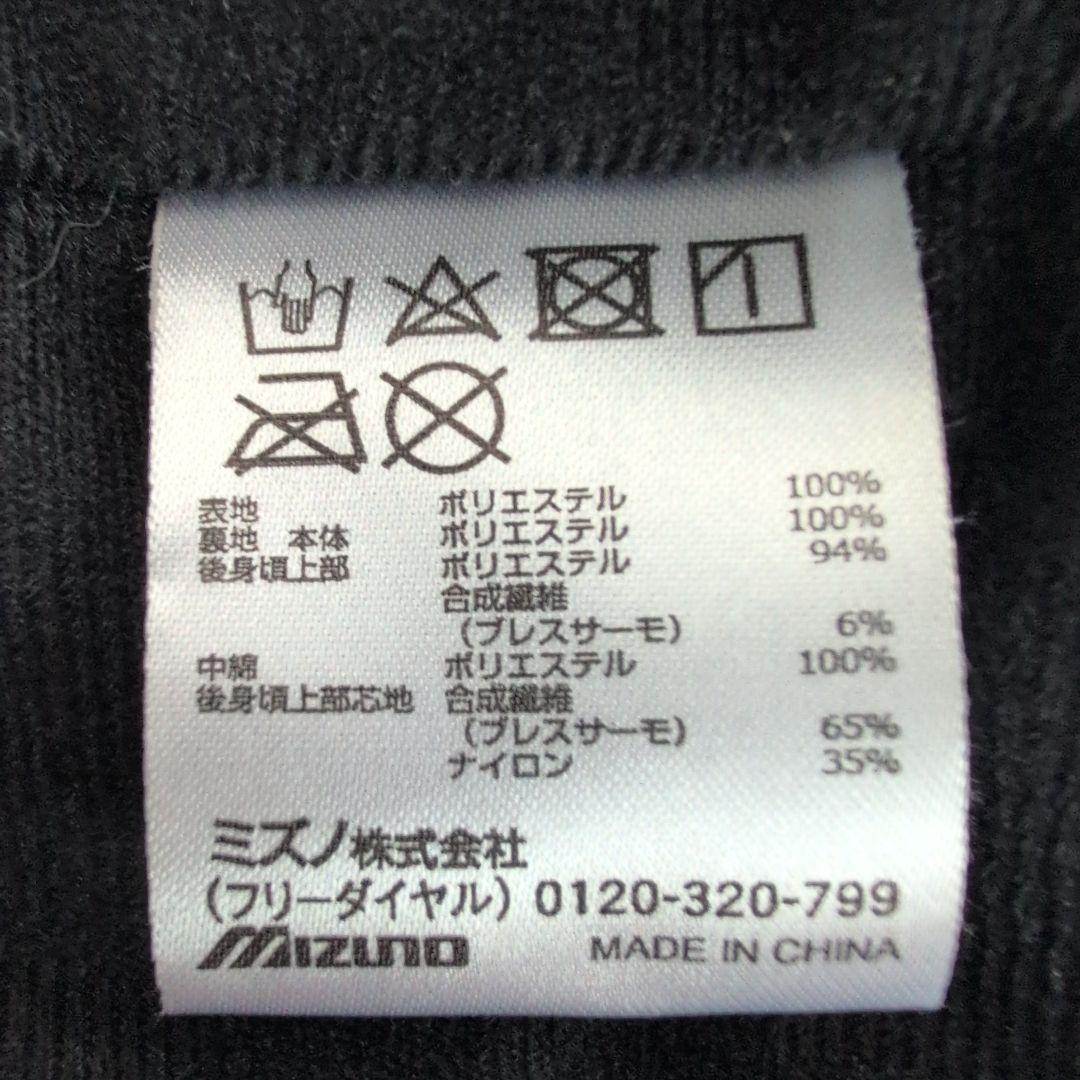 表地 ポリエステル 100%
裏地 本体 ポリエステル 100%
後身頃上部 ポリエステル 94%
合成繊維
(ブレスサーモ) 6%
中綿 ポリエステル 100%
後身頃上部芯地 合成繊維
(ブレスサーモ) 65%
ナイロン 35%
ミズノ株式会社
(フリーダイヤル) 0120-320-799
MIZUNO MADE IN CHINA